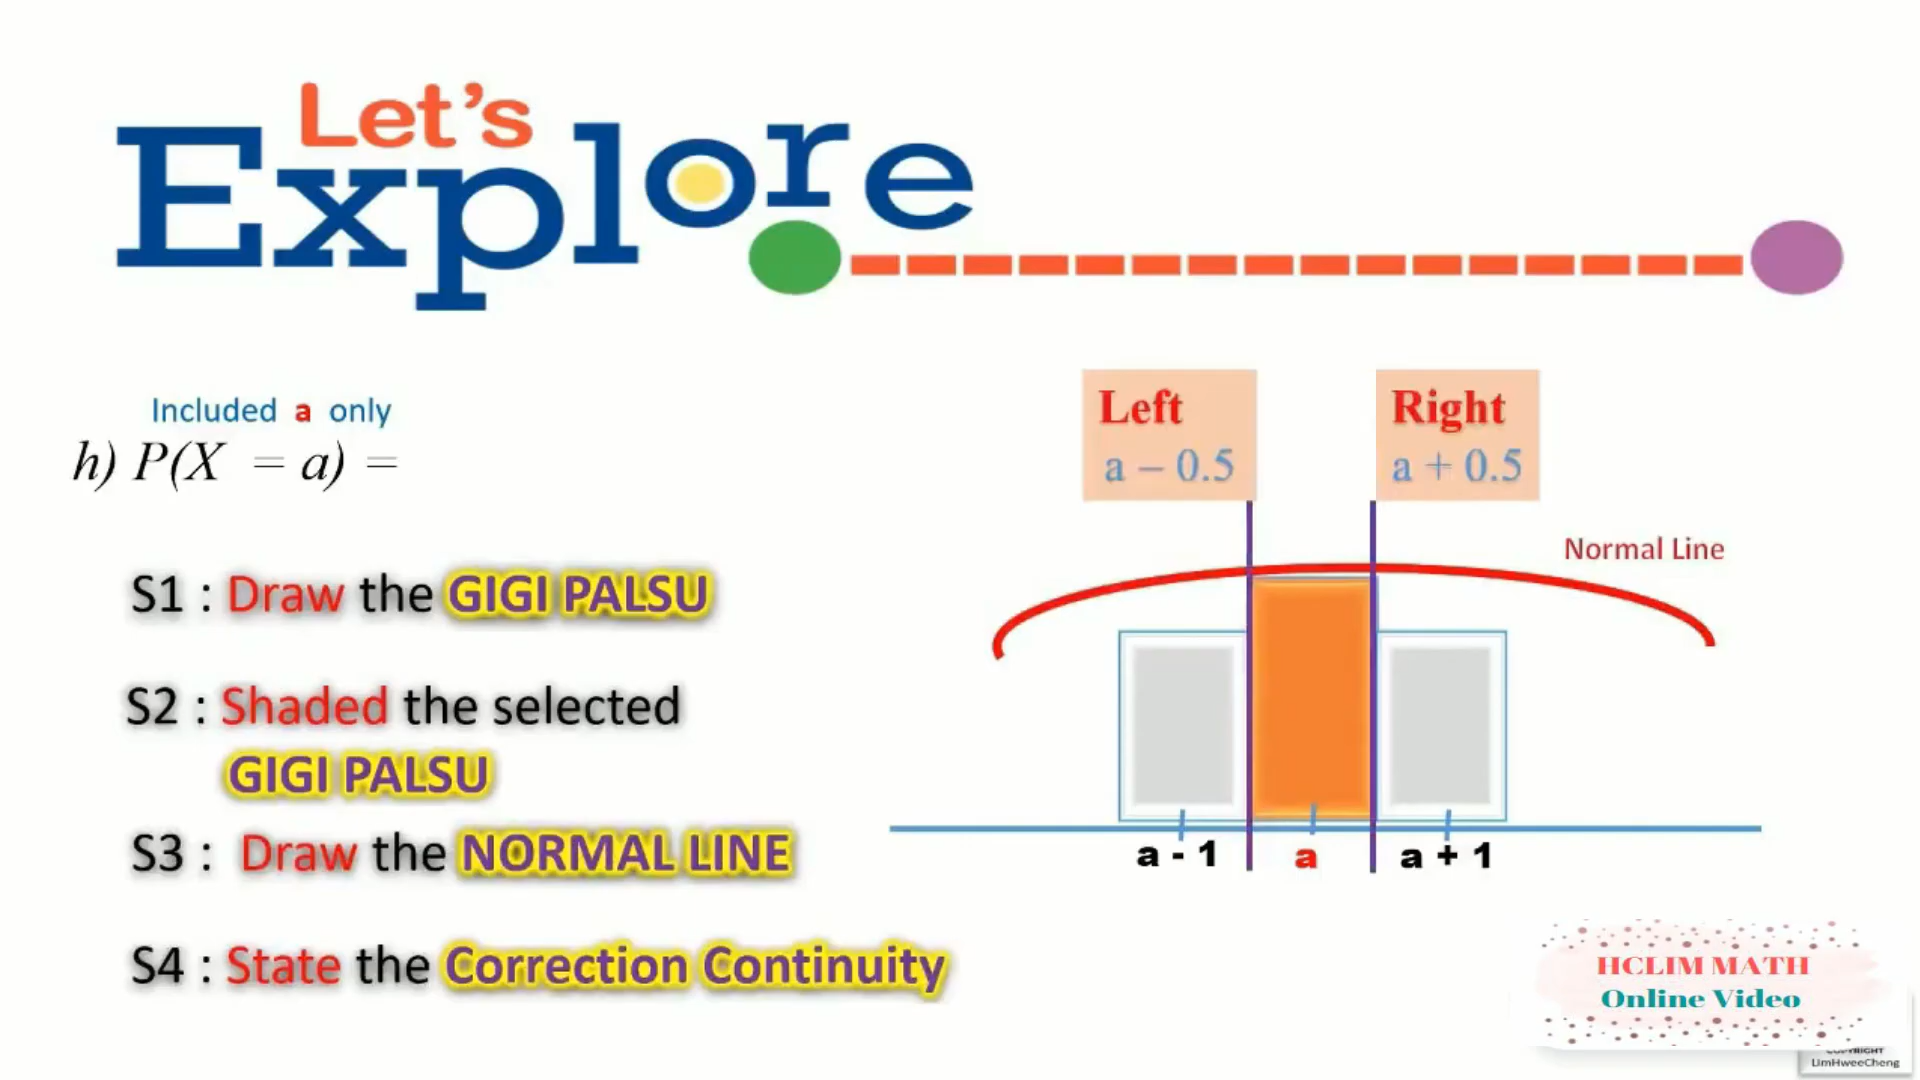 Let's
Explore
Included a only
h) P(X = a) =
S1 : Draw the GIGI PALSU
S2 : Shaded the selected
GIGI PALSU
S3 : Draw the NORMAL LINE
S4 : State the Correction Continuity
Left
a – 0.5
Right
a + 0.5
Normal Line
a - 1
a
a + 1
HCLIM MATH
Online Video
COPYRIGHT
LimHweeCheng